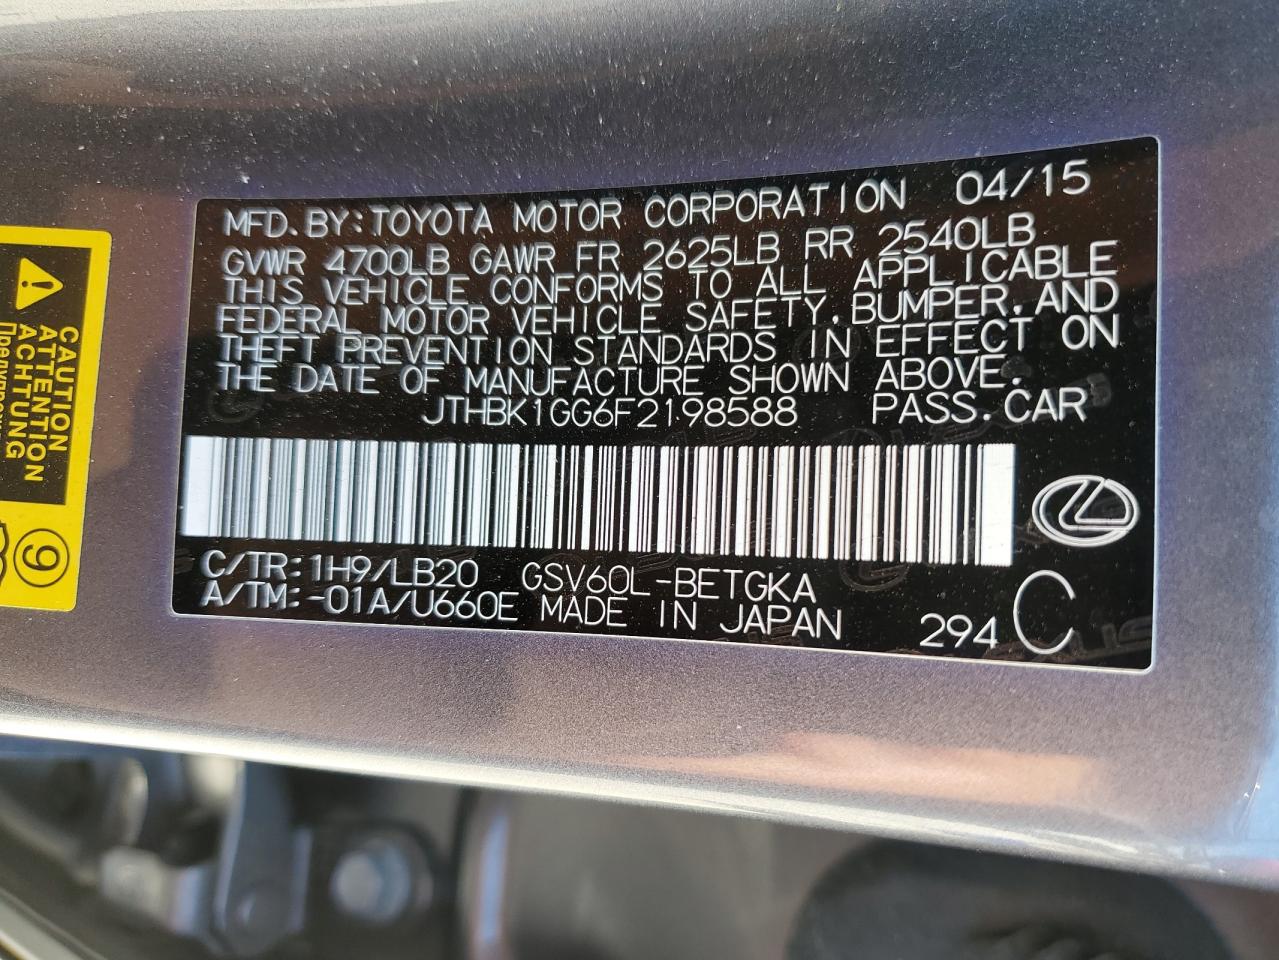 MFD. BY: TOYOTA MOTOR CORPORATION 04/15
GVWR 4700LB GAWR FR 2625LB RR 2540LB
THIS VEHICLE CONFORMS TO ALL APPLICABLE
FEDERAL MOTOR VEHICLE SAFETY, BUMPER, AND
THEFT PREVENTION STANDARDS IN EFFECT ON
THE DATE OF MANUFACTURE SHOWN ABOVE.
JTHBK1GG6F2198588 PASS. CAR
C/TR: 1H9/LB20 GSV60L-BETGKA
A/TM: -01A/U660E MADE IN JAPAN 294 C
CAUTION
ATTENTION
ACHTUNG
9